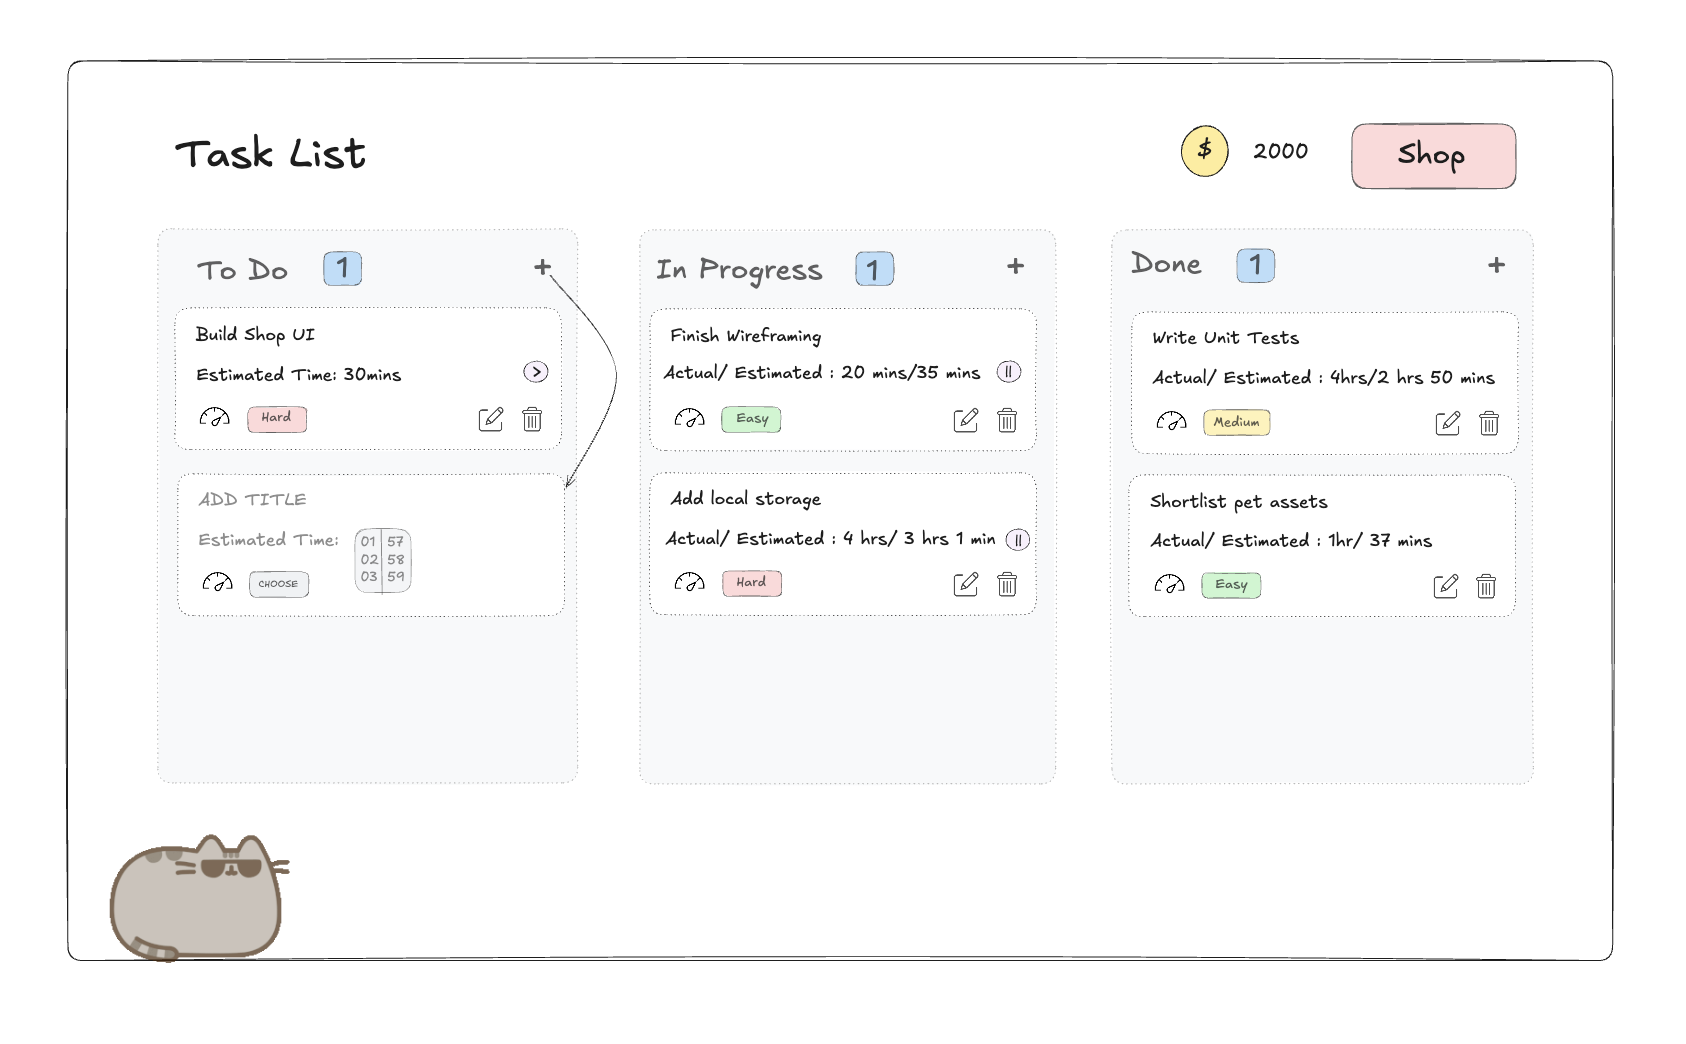 Task List
$ 2000
Shop
To Do 1 +
Build Shop UI
Estimated Time: 30mins
Hard
ADD TITLE
Estimated Time:
01 57
02 58
03 59
CHOOSE
In Progress 1 +
Finish Wireframing
Actual/ Estimated : 20 mins/35 mins
Easy
Add local storage
Actual/ Estimated : 4 hrs/ 3 hrs 1 min
Hard
Done 1 +
Write Unit Tests
Actual/ Estimated : 4hrs/2 hrs 50 mins
Medium
Shortlist pet assets
Actual/ Estimated : 1hr/ 37 mins
Easy